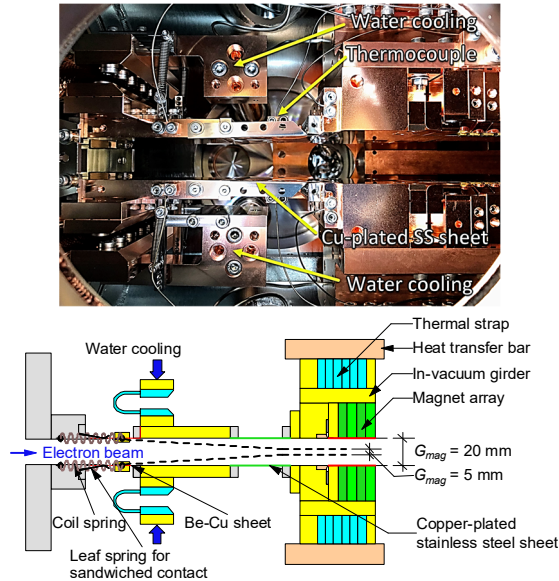 Water cooling
Thermocouple
Cu-plated SS sheet
Water cooling
Thermal strap
Heat transfer bar
Water cooling
In-vacuum girder
Magnet array
Electron beam
G_mag = 20 mm
G_mag = 5 mm
Coil spring
Be-Cu sheet
Leaf spring for
sandwiched contact
Copper-plated
stainless steel sheet